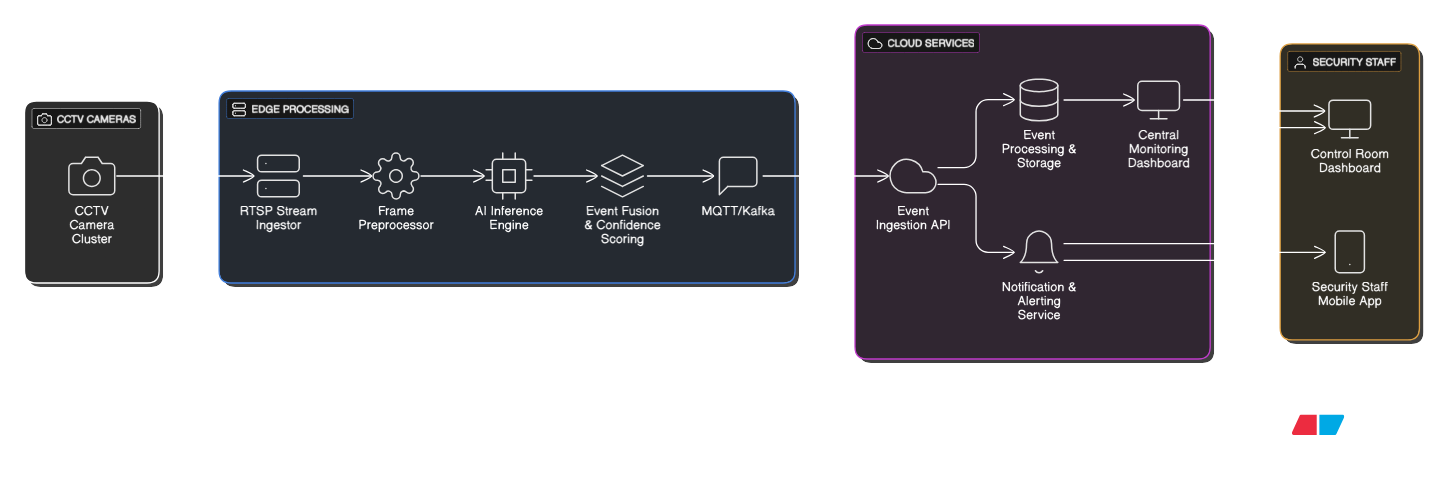 CCTV CAMERAS
CCTV
Camera
Cluster
EDGE PROCESSING
RTSP Stream
Ingestor
Frame
Preprocessor
AI Inference
Engine
Event Fusion
& Confidence
Scoring
MQTT/Kafka
CLOUD SERVICES
Event
Ingestion API
Event
Processing &
Storage
Central
Monitoring
Dashboard
Notification &
Alerting
Service
SECURITY STAFF
Control Room
Dashboard
Security Staff
Mobile App